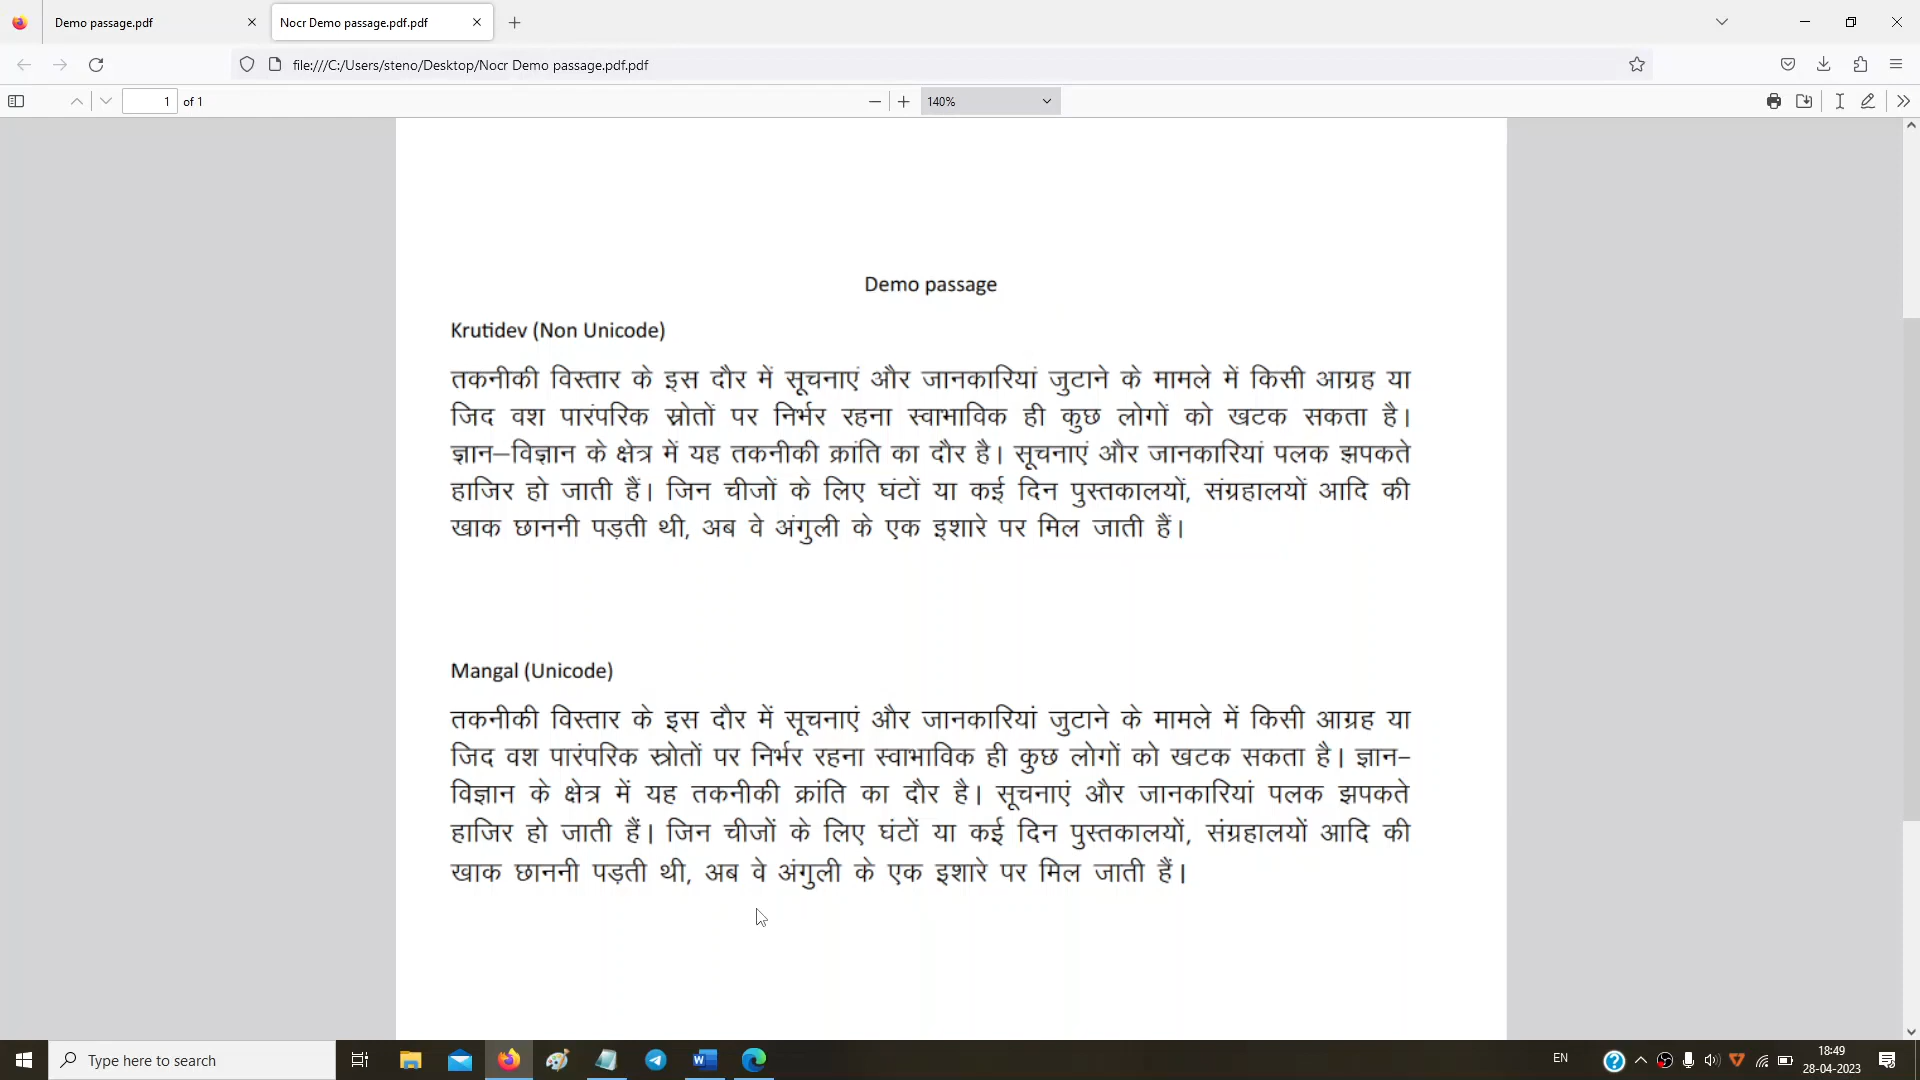 Demo passage.pdf
Nocr Demo passage.pdf.pdf
file:///C:/Users/steno/Desktop/Nocr Demo passage.pdf.pdf
1 of 1
140%
Demo passage
Krutidev (Non Unicode)
तकनीकी विस्तार के इस दौर में सूचनाएं और जानकारियां जुटाने के मामले में किसी आग्रह या
जिद वश पारंपरिक स्रोतों पर निर्भर रहना स्वाभाविक ही कुछ लोगों को खटक सकता है।
ज्ञान–विज्ञान के क्षेत्र में यह तकनीकी क्रांति का दौर है। सूचनाएं और जानकारियां पलक झपकते
हाजिर हो जाती हैं। जिन चीजों के लिए घंटों या कई दिन पुस्तकालयों, संग्रहालयों आदि की
खाक छाननी पड़ती थी, अब वे अंगुली के एक इशारे पर मिल जाती हैं।
Mangal (Unicode)
तकनीकी विस्तार के इस दौर में सूचनाएं और जानकारियां जुटाने के मामले में किसी आग्रह या
जिद वश पारंपरिक स्त्रोतों पर निर्भर रहना स्वाभाविक ही कुछ लोगों को खटक सकता है। ज्ञान-
विज्ञान के क्षेत्र में यह तकनीकी क्रांति का दौर है। सूचनाएं और जानकारियां पलक झपकते
हाजिर हो जाती हैं। जिन चीजों के लिए घंटों या कई दिन पुस्तकालयों, संग्रहालयों आदि की
खाक छाननी पड़ती थी, अब वे अंगुली के एक इशारे पर मिल जाती हैं।
Type here to search
EN
18:49
28-04-2023